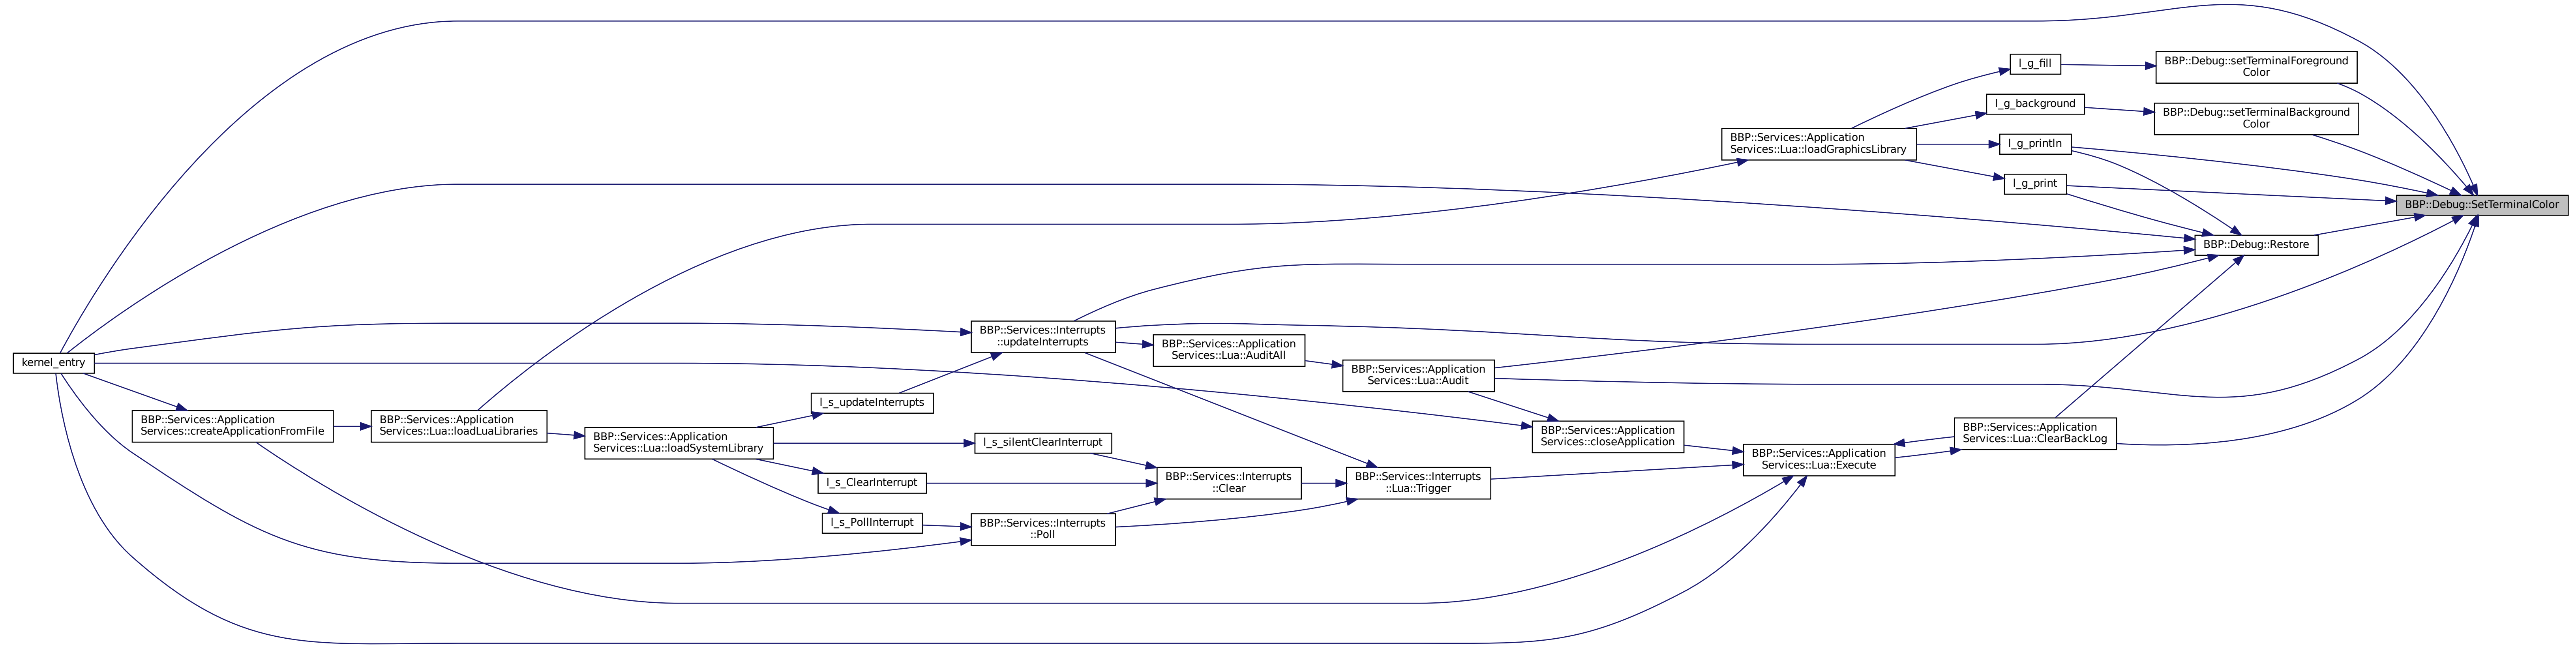 kernel_entry
BBP::Services::Application
Services::createApplicationFromFile
BBP::Services::Application
Services::Lua::loadLuaLibraries
BBP::Services::Application
Services::Lua::loadSystemLibrary
l_s_updateInterrupts
l_s_ClearInterrupt
l_s_PollInterrupt
BBP::Services::Interrupts
::updateInterrupts
l_s_silentClearInterrupt
BBP::Services::Interrupts
::Poll
BBP::Services::Application
Services::Lua::AuditAll
BBP::Services::Interrupts
::Clear
BBP::Services::Application
Services::Lua::Audit
BBP::Services::Interrupts
::Lua::Trigger
BBP::Services::Application
Services::closeApplication
BBP::Services::Application
Services::Lua::loadGraphicsLibrary
BBP::Services::Application
Services::Lua::Execute
l_g_fill
l_g_background
l_g_println
l_g_print
BBP::Services::Application
Services::Lua::ClearBackLog
BBP::Debug::setTerminalForeground
Color
BBP::Debug::setTerminalBackground
Color
BBP::Debug::Restore
BBP::Debug::SetTerminalColor